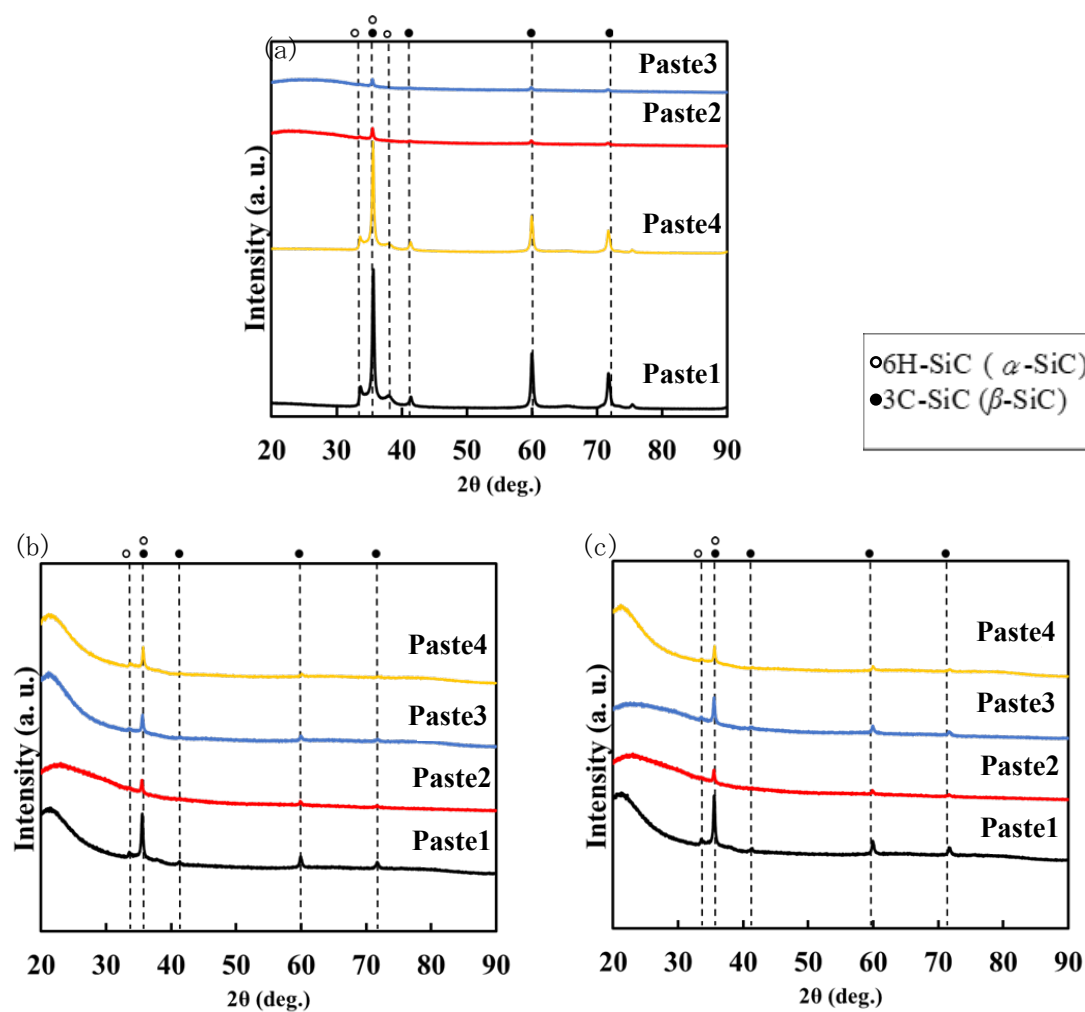 (a)
Paste3
Paste2
Paste4
Paste1
Intensity (a. u.)
20 30 40 50 60 70 80 90
2θ (deg.)
○6H-SiC ( α-SiC)
●3C-SiC (β-SiC)
(b)
Paste4
Paste3
Paste2
Paste1
Intensity (a. u.)
20 30 40 50 60 70 80 90
2θ (deg.)
(c)
Paste4
Paste3
Paste2
Paste1
Intensity (a. u.)
20 30 40 50 60 70 80 90
2θ (deg.)